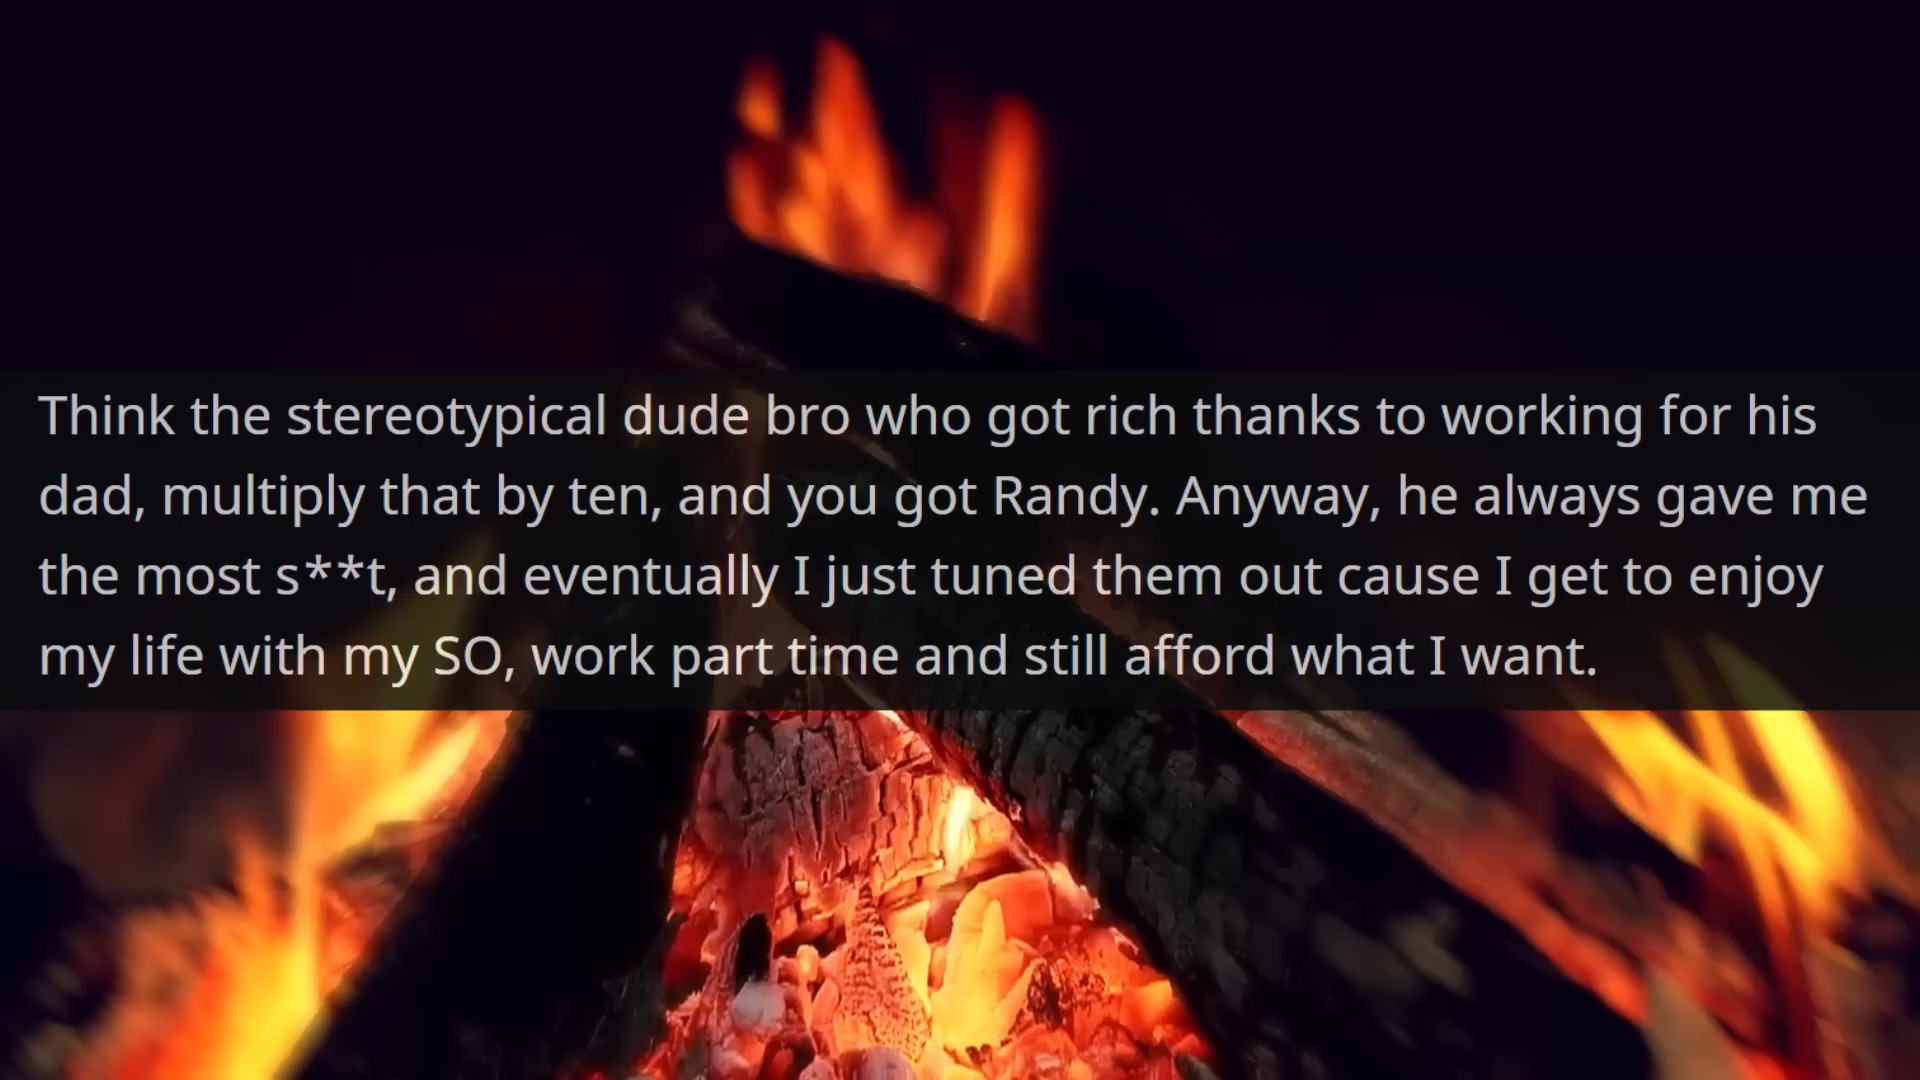 Think the stereotypical dude bro who got rich thanks to working for his
dad, multiply that by ten, and you got Randy. Anyway, he always gave me
the most s**t, and eventually I just tuned them out cause I get to enjoy
my life with my SO, work part time and still afford what I want.